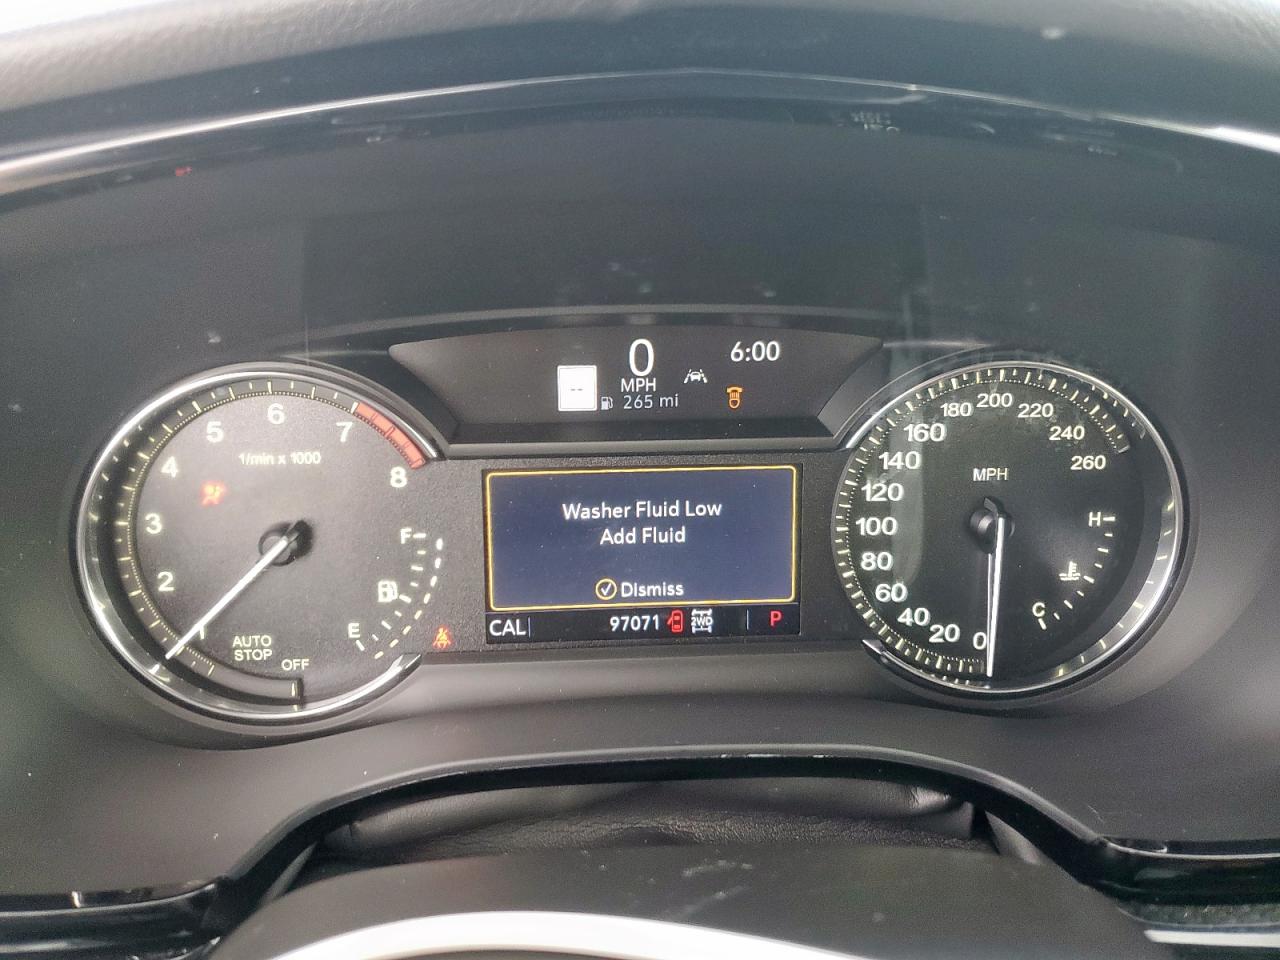 0
MPH
265 mi
6:00
--
1/min x 1000
1
2
3
4
5
6
7
8
AUTO
STOP
OFF
F
E
Washer Fluid Low
Add Fluid
Dismiss
CAL
97071
2WD
P
MPH
0
20
40
60
80
100
120
140
160
180
200
220
240
260
H
C